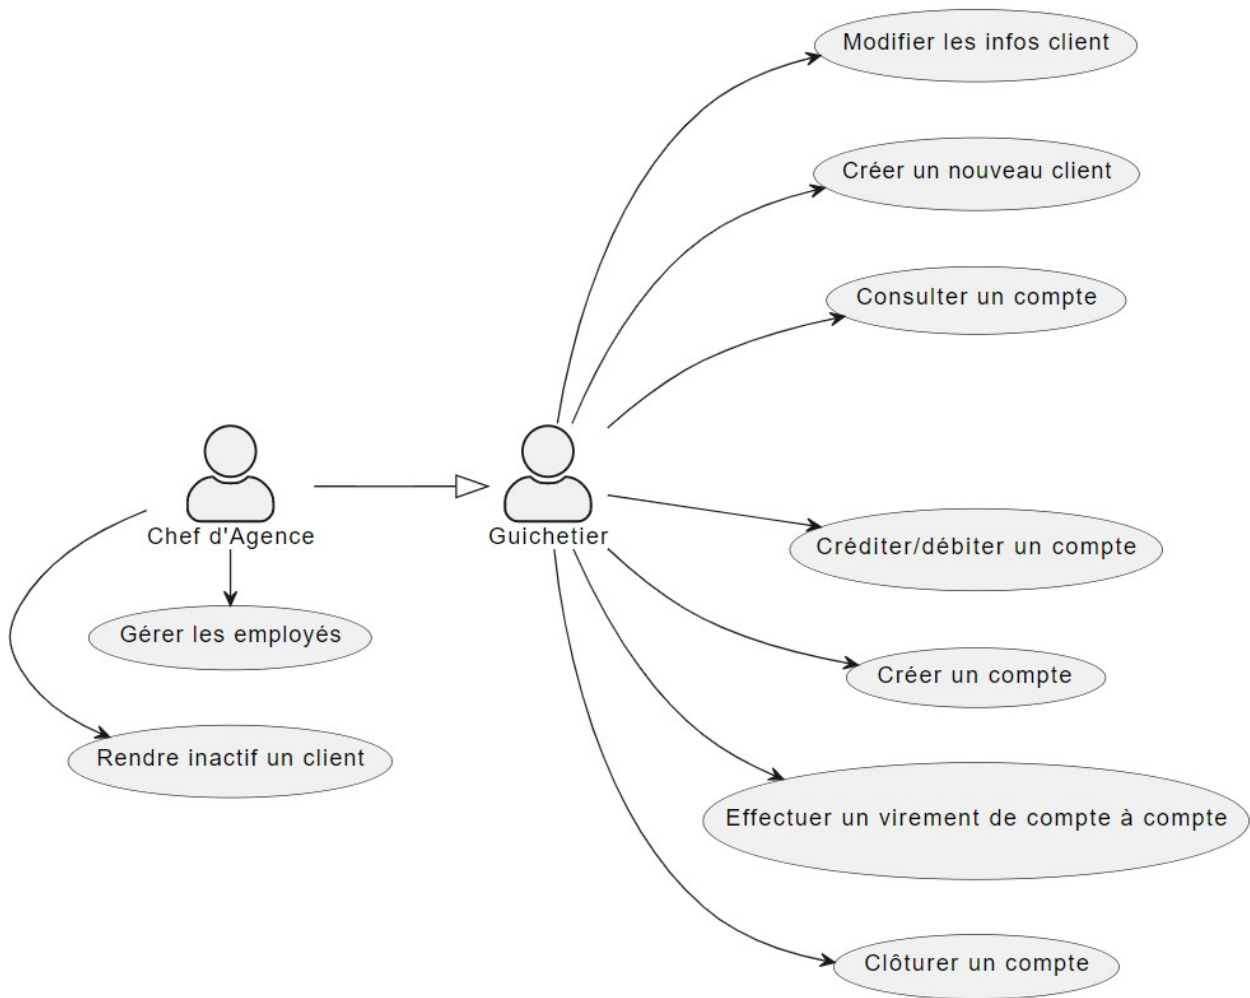 Modifier les infos client
Créer un nouveau client
Consulter un compte
Chef d'Agence
Guichetier
Créditer/débiter un compte
Gérer les employés
Créer un compte
Rendre inactif un client
Effectuer un virement de compte à compte
Clôturer un compte